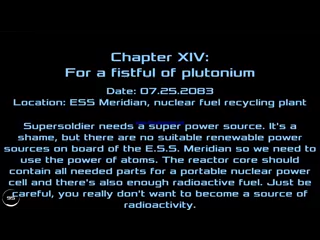 Chapter XIV:
For a fistful of plutonium
Date: 07.25.2083
Location: ESS Meridian, nuclear fuel recycling plant
Supersoldier needs a super power source. It's a
shame, but there are no suitable renewable power
sources on board of the E.S.S. Meridian so we need to
use the power of atoms. The reactor core should
contain all needed parts for a portable nuclear power
cell and there's also enough radioactive fuel. Just be
careful, you really don't want to become a source of
radioactivity.